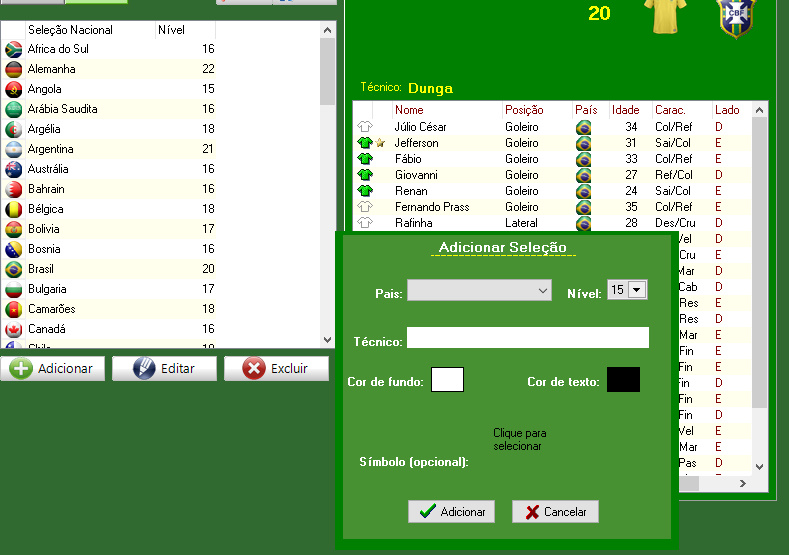 Seleção Nacional Nível
Africa do Sul 16
Alemanha 22
Angola 15
Arábia Saudita 16
Argélia 18
Argentina 21
Austrália 16
Bahrain 16
Bélgica 18
Bolivia 17
Bosnia 16
Brasil 20
Bulgaria 17
Camarões 18
Canadá 16
Adicionar Editar Excluir
20
CBF
Técnico: Dunga
Nome Posição País Idade Carac. Lado
Júlio César Goleiro 34 Col/Ref D
Jefferson Goleiro 31 Sai/Col E
Fábio Goleiro 33 Col/Ref E
Giovanni Goleiro 27 Ref/Col D
Renan Goleiro 24 Sai/Col E
Fernando Prass Goleiro 35 Col/Ref E
Rafinha Lateral 28 Des/Cru D
Vel D
Cru E
Mar D
Cab D
Res E
Res D
Mar E
Fin E
Fin E
Fin D
Fin E
Fin D
Vel E
Mar E
Pas D
Adicionar Seleção
Pais: Nível: 15
Técnico:
Cor de fundo: Cor de texto:
Clique para
selecionar
Símbolo (opcional):
Adicionar Cancelar